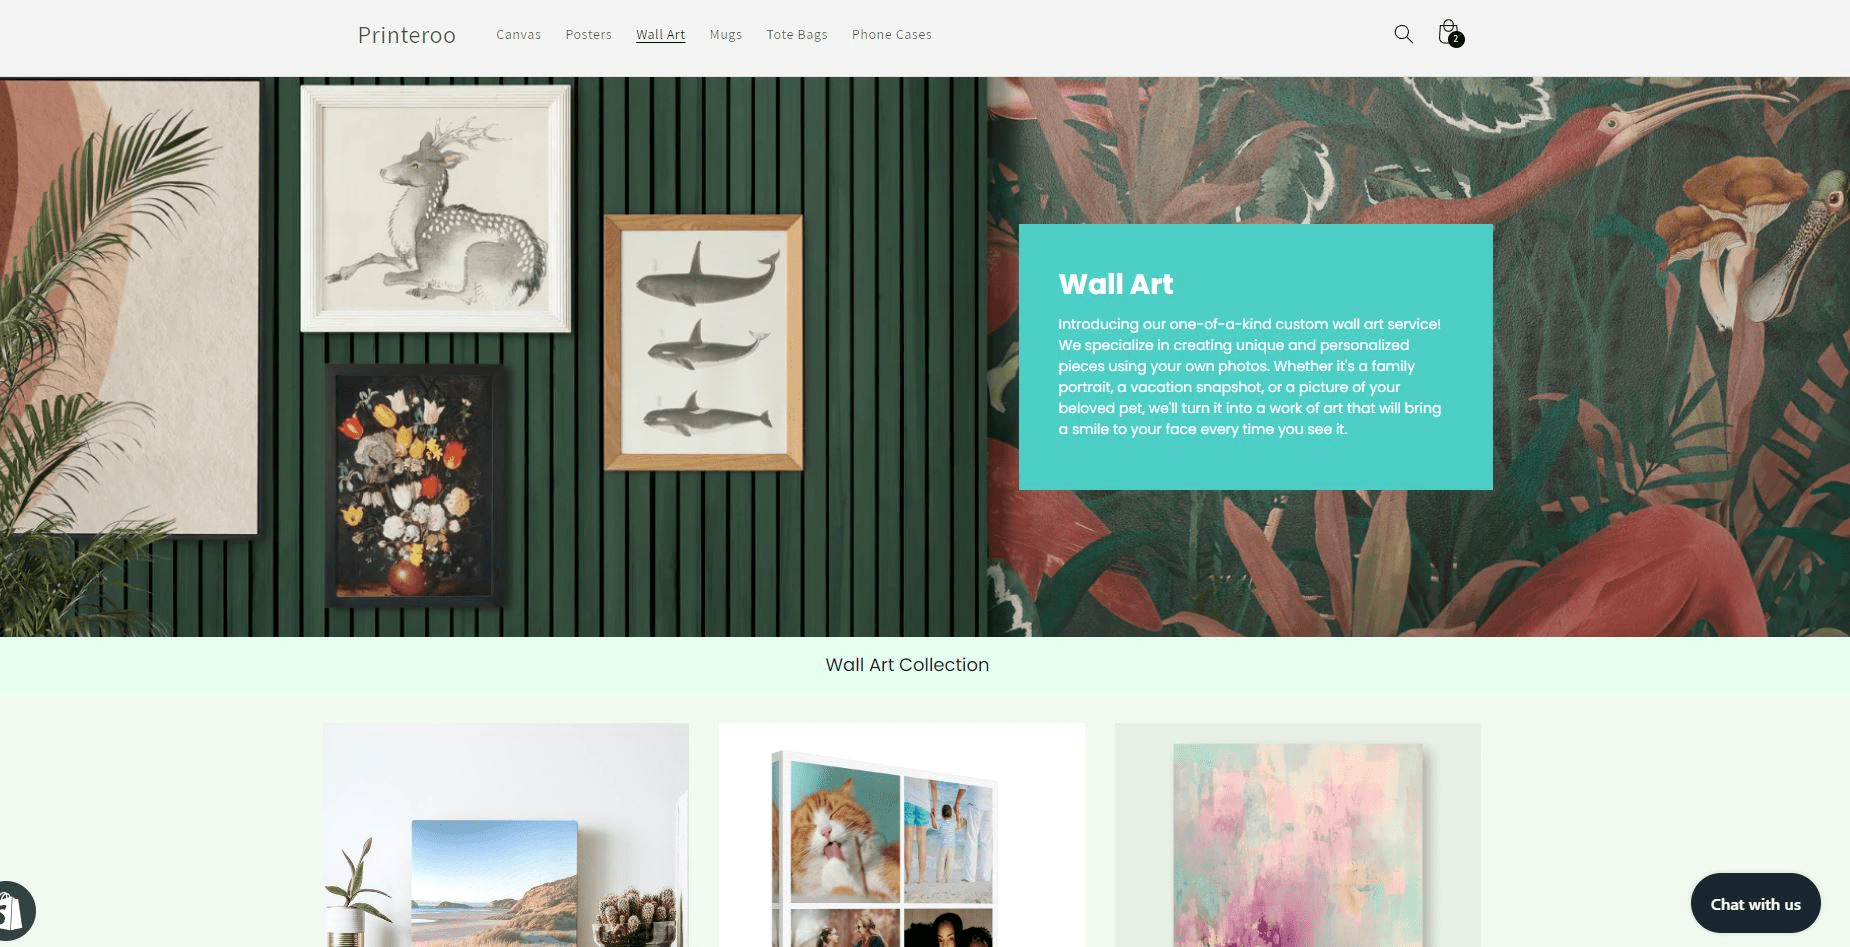 Printeroo
Canvas
Posters
Wall Art
Mugs
Tote Bags
Phone Cases
2
Wall Art
Introducing our one-of-a-kind custom wall art service!
We specialize in creating unique and personalized
pieces using your own photos. Whether it's a family
portrait, a vacation snapshot, or a picture of your
beloved pet, we'll turn it into a work of art that will bring
a smile to your face every time you see it.
Wall Art Collection
Chat with us